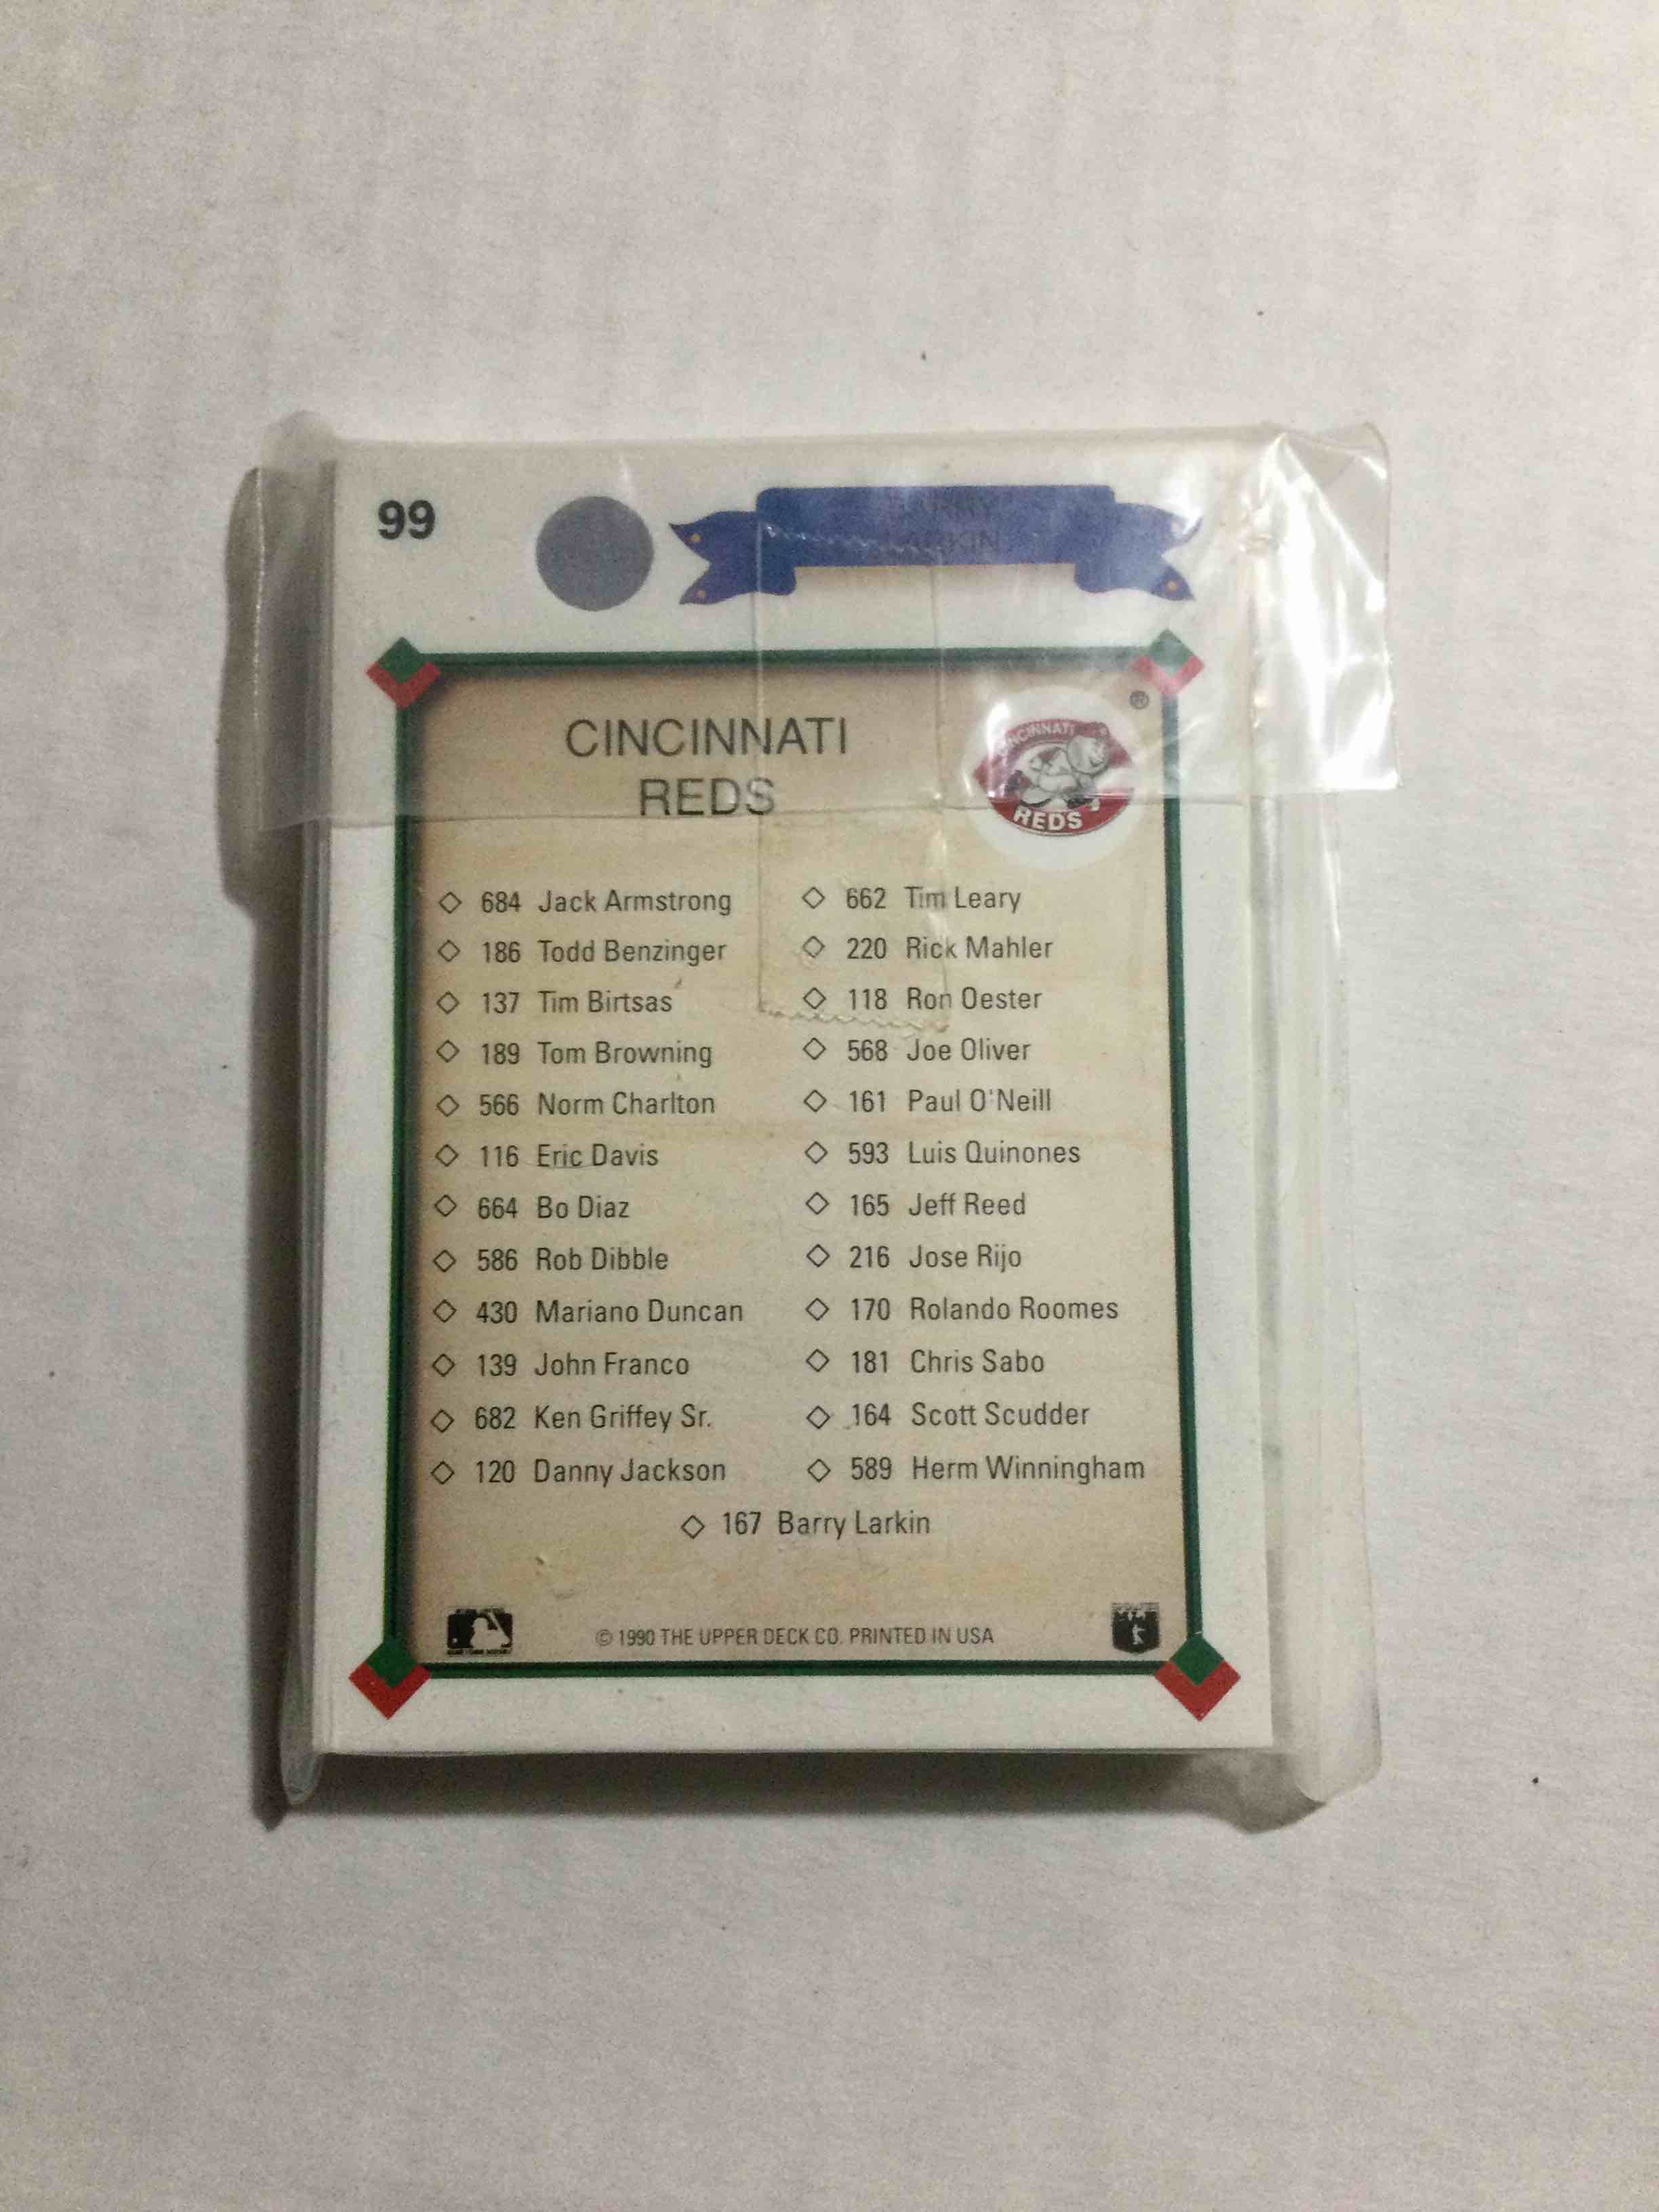 99
BARRY
LARKIN
CINCINNATI
REDS
®
CINCINNATI
REDS
684 Jack Armstrong
186 Todd Benzinger
137 Tim Birtsas
189 Tom Browning
566 Norm Charlton
116 Eric Davis
664 Bo Diaz
586 Rob Dibble
430 Mariano Duncan
139 John Franco
682 Ken Griffey Sr.
120 Danny Jackson
662 Tim Leary
220 Rick Mahler
118 Ron Oester
568 Joe Oliver
161 Paul O'Neill
593 Luis Quinones
165 Jeff Reed
216 Jose Rijo
170 Rolando Roomes
181 Chris Sabo
164 Scott Scudder
589 Herm Winningham
167 Barry Larkin
© 1990 THE UPPER DECK CO. PRINTED IN USA